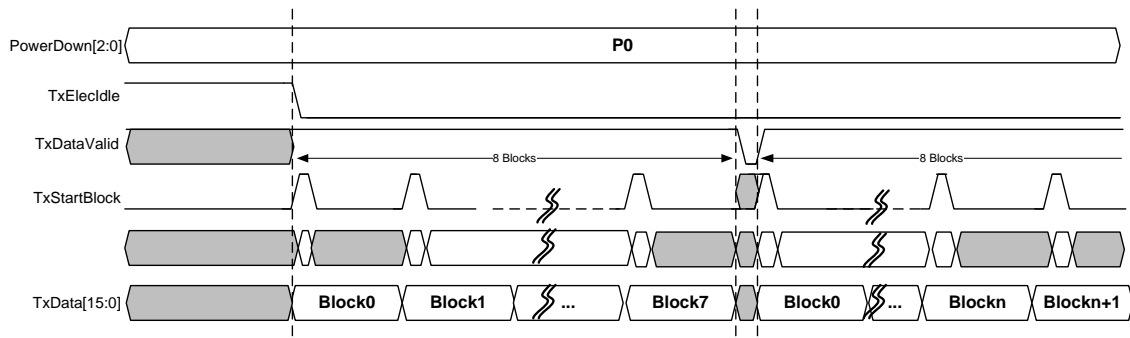 PowerDown[2:0] P0
TxElecIdle
TxDataValid
8 Blocks 8 Blocks
TxStartBlock
TxData[15:0] Block0 Block1 ... Block7 Block0 ... Blockn Blockn+1